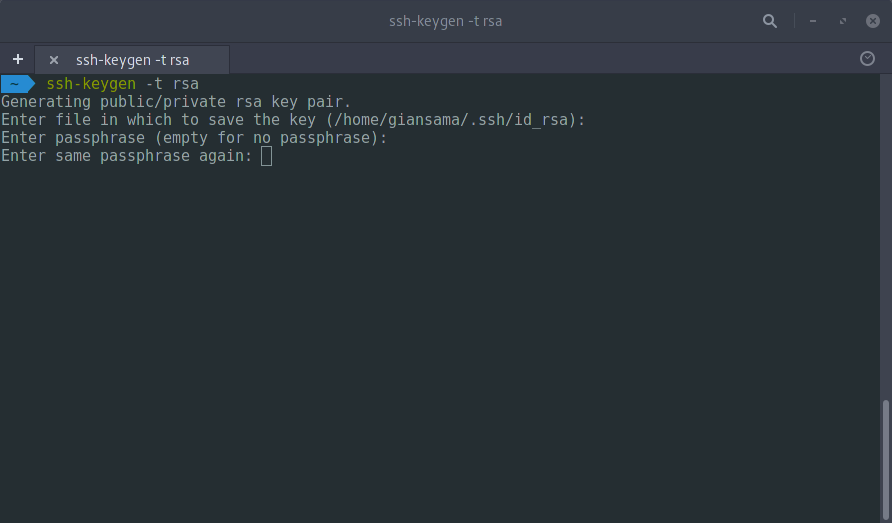 ssh-keygen -t rsa
ssh-keygen -t rsa
~ ssh-keygen -t rsa
Generating public/private rsa key pair.
Enter file in which to save the key (/home/giansama/.ssh/id_rsa):
Enter passphrase (empty for no passphrase):
Enter same passphrase again: